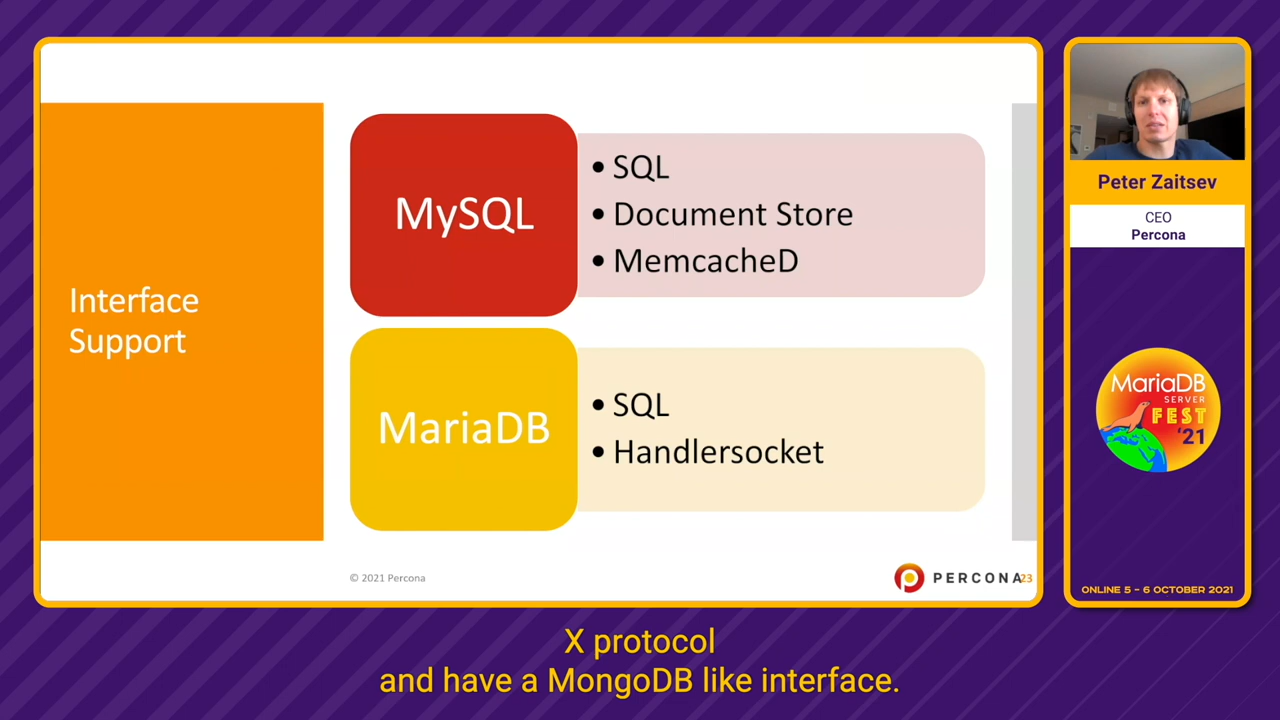 Interface
Support
MySQL
• SQL
• Document Store
• MemcacheD
MariaDB
• SQL
• Handlersocket
© 2021 Percona
PERCONA
23
Peter Zaitsev
CEO
Percona
MariaDB
SERVER
FEST
'21
ONLINE 5 – 6 OCTOBER 2021
X protocol
and have a MongoDB like interface.